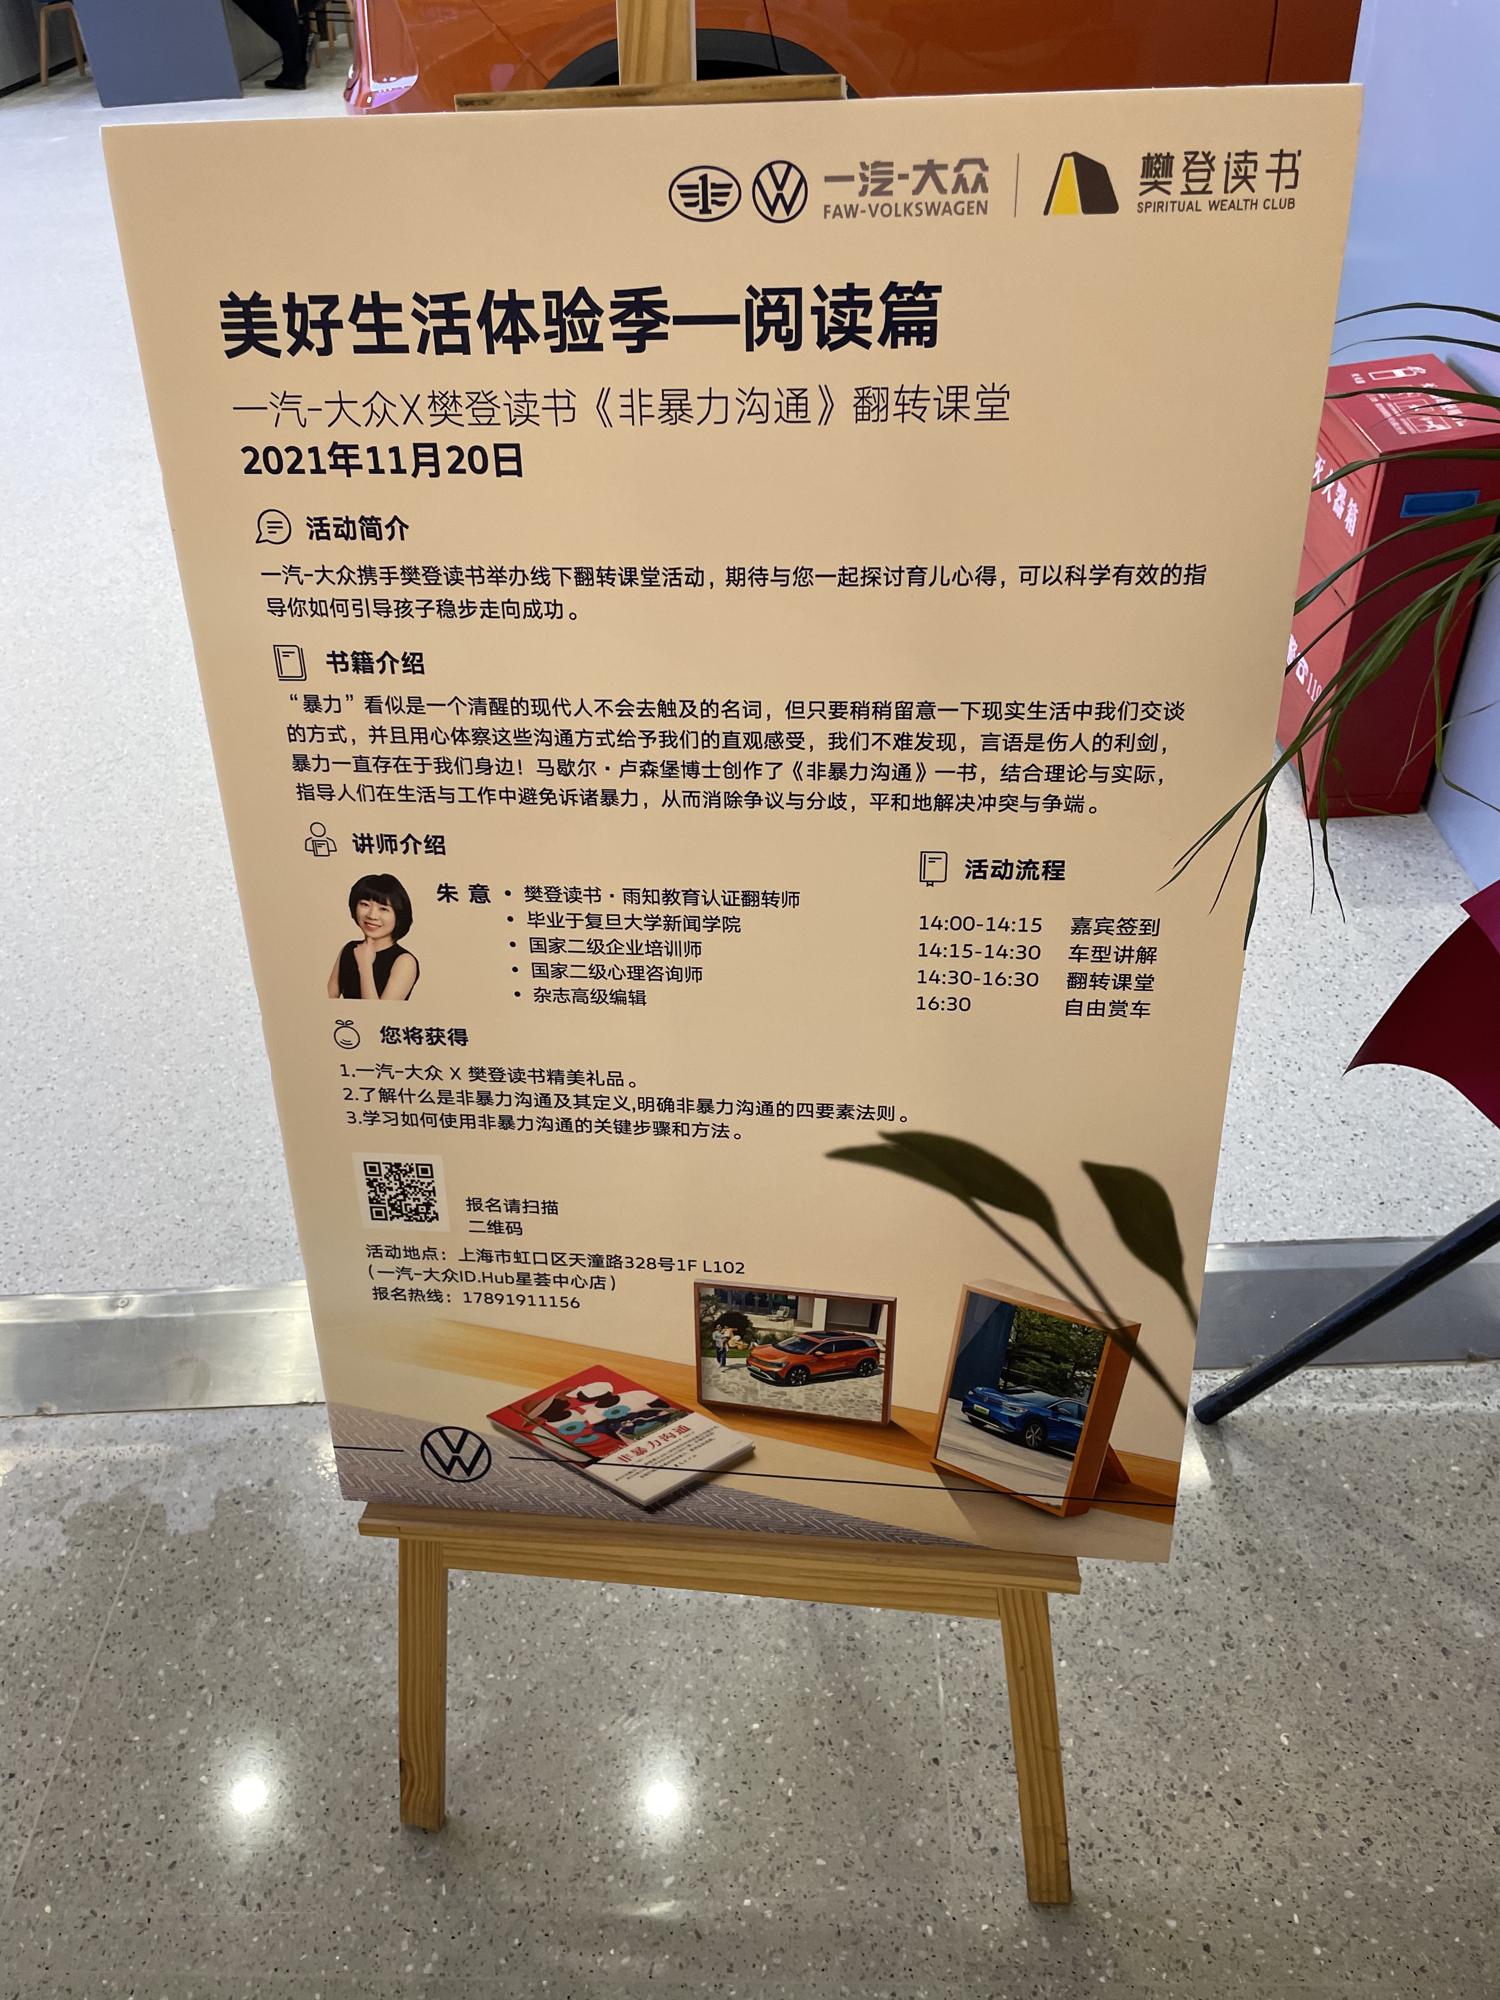 一汽-大众
FAW-VOLKSWAGEN
樊登读书
SPIRITUAL WEALTH CLUB
美好生活体验季—阅读篇
一汽-大众X樊登读书《非暴力沟通》翻转课堂
2021年11月20日
活动简介
一汽-大众携手樊登读书举办线下翻转课堂活动，期待与您一起探讨育儿心得，可以科学有效的指
导你如何引导孩子稳步走向成功。
书籍介绍
“暴力”看似是一个清醒的现代人不会去触及的名词，但只要稍稍留意一下现实生活中我们交谈
的方式，并且用心体察这些沟通方式给予我们的直观感受，我们不难发现，言语是伤人的利剑，
暴力一直存在于我们身边！马歇尔·卢森堡博士创作了《非暴力沟通》一书，结合理论与实际，
指导人们在生活与工作中避免诉诸暴力，从而消除争议与分歧，平和地解决冲突与争端。
讲师介绍
朱 意 • 樊登读书·雨知教育认证翻转师
• 毕业于复旦大学新闻学院
• 国家二级企业培训师
• 国家二级心理咨询师
• 杂志高级编辑
活动流程
14:00-14:15 嘉宾签到
14:15-14:30 车型讲解
14:30-16:30 翻转课堂
16:30 自由赏车
您将获得
1.一汽-大众 X 樊登读书精美礼品。
2.了解什么是非暴力沟通及其定义,明确非暴力沟通的四要素法则。
3.学习如何使用非暴力沟通的关键步骤和方法。
报名请扫描
二维码
活动地点：上海市虹口区天潼路328号1F L102
（一汽-大众ID.Hub星荟中心店）
报名热线：17891911156
非暴力沟通
灭火器箱